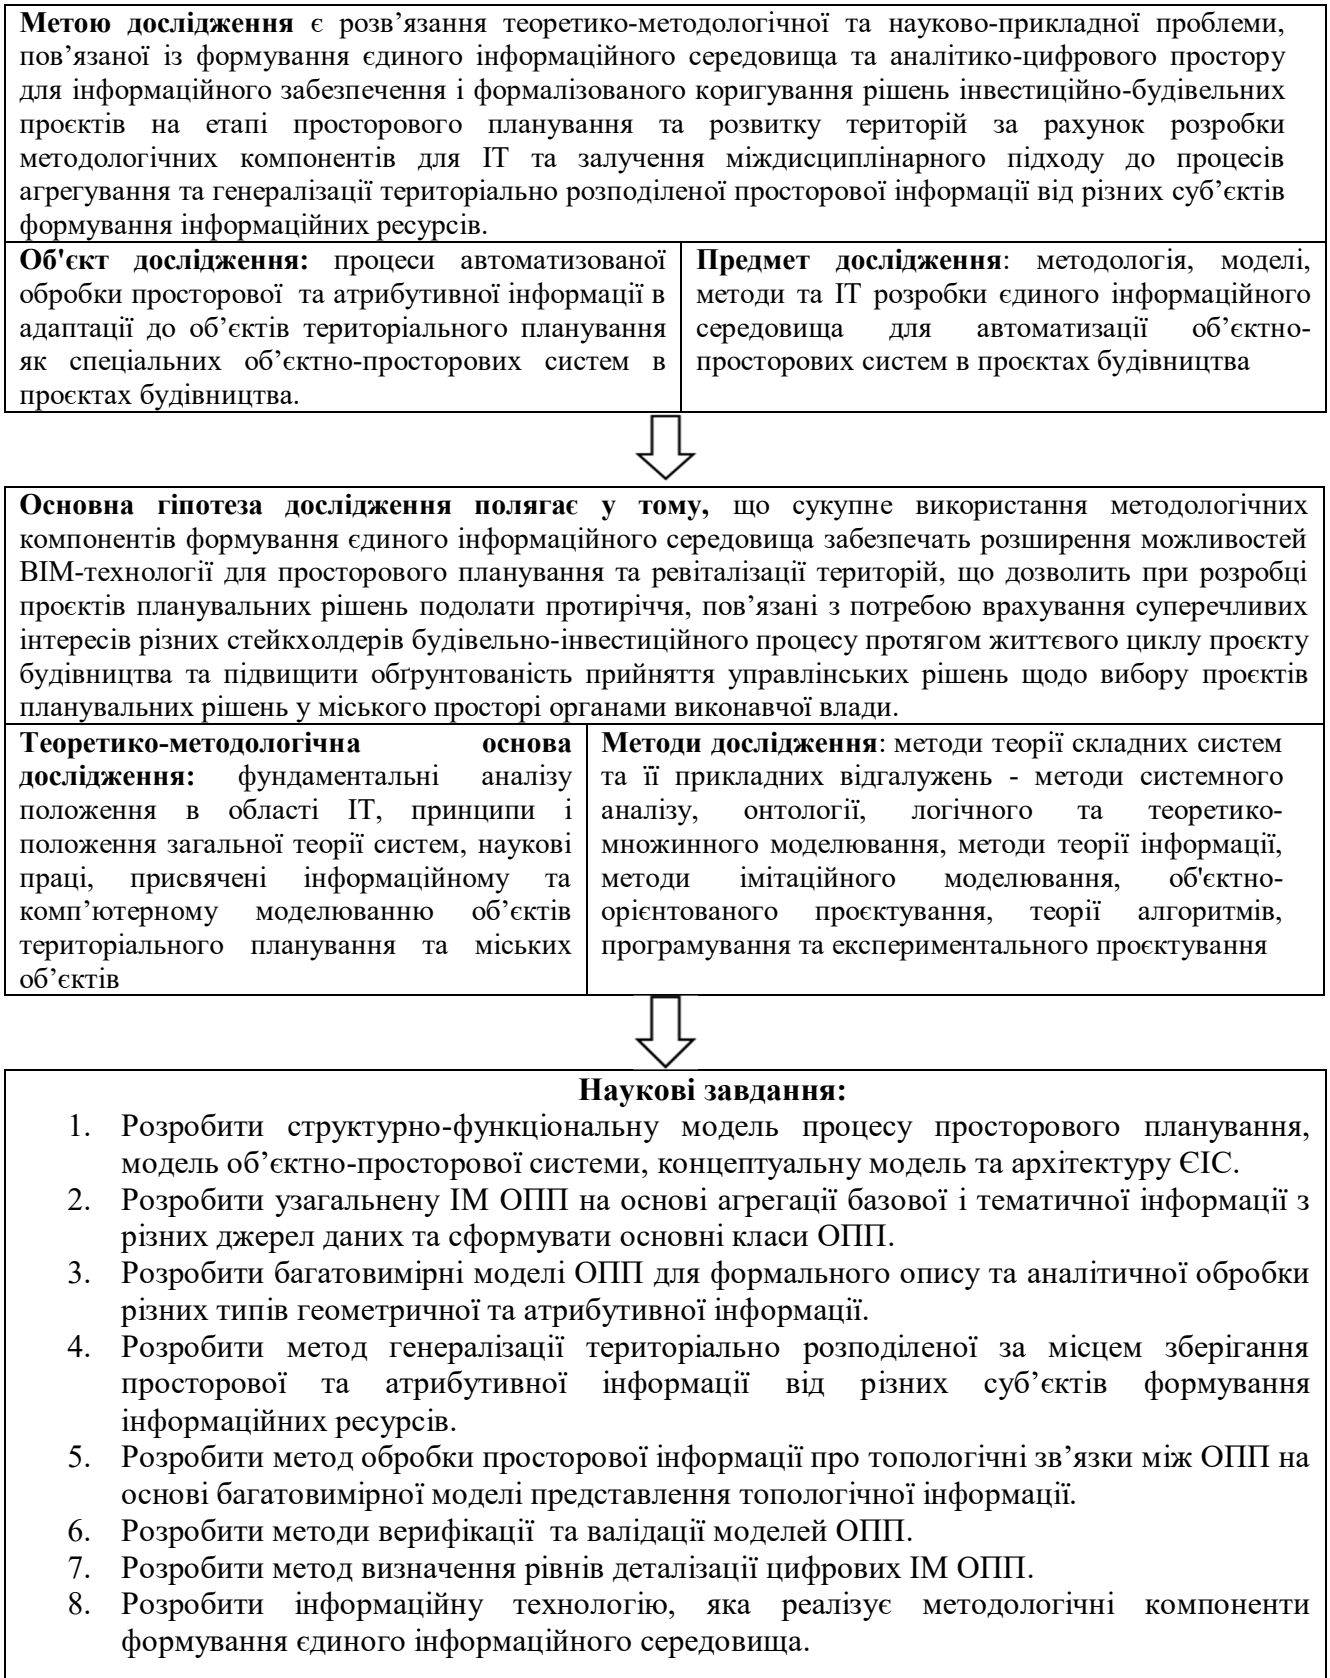 Метою дослідження є розв’язання теоретико-методологічної та науково-прикладної проблеми,
пов’язаної із формування єдиного інформаційного середовища та аналітико-цифрового простору
для інформаційного забезпечення і формалізованого коригування рішень інвестиційно-будівельних
проєктів на етапі просторового планування та розвитку територій за рахунок розробки
методологічних компонентів для ІТ та залучення міждисциплінарного підходу до процесів
агрегування та генералізації територіально розподіленої просторової інформації від різних суб’єктів
формування інформаційних ресурсів.
Об'єкт дослідження: процеси автоматизованої
обробки просторової та атрибутивної інформації в
адаптації до об’єктів територіального планування
як спеціальних об’єктно-просторових систем в
проєктах будівництва.
Предмет дослідження: методологія, моделі,
методи та ІТ розробки єдиного інформаційного
середовища для автоматизації об’єктно-
просторових систем в проєктах будівництва
Основна гіпотеза дослідження полягає у тому, що сукупне використання методологічних
компонентів формування єдиного інформаційного середовища забезпечать розширення можливостей
BIM-технології для просторового планування та ревіталізації територій, що дозволить при розробці
проєктів планувальних рішень подолати протиріччя, пов’язані з потребою врахування суперечливих
інтересів різних стейкхолдерів будівельно-інвестиційного процесу протягом життєвого циклу проєкту
будівництва та підвищити обґрунтованість прийняття управлінських рішень щодо вибору проєктів
планувальних рішень у міського просторі органами виконавчої влади.
Теоретико-методологічна основа
дослідження: фундаментальні аналізу
положення в області ІТ, принципи і
положення загальної теорії систем, наукові
праці, присвячені інформаційному та
комп’ютерному моделюванню об’єктів
територіального планування та міських
об’єктів
Методи дослідження: методи теорії складних систем
та її прикладних відгалужень - методи системного
аналізу, онтології, логічного та теоретико-
множинного моделювання, методи теорії інформації,
методи імітаційного моделювання, об'єктно-
орієнтованого проєктування, теорії алгоритмів,
програмування та експериментального проєктування
Наукові завдання:
1. Розробити структурно-функціональну модель процесу просторового планування,
модель об’єктно-просторової системи, концептуальну модель та архітектуру ЄІС.
2. Розробити узагальнену ІМ ОПП на основі агрегації базової і тематичної інформації з
різних джерел даних та сформувати основні класи ОПП.
3. Розробити багатовимірні моделі ОПП для формального опису та аналітичної обробки
різних типів геометричної та атрибутивної інформації.
4. Розробити метод генералізації територіально розподіленої за місцем зберігання
просторової та атрибутивної інформації від різних суб’єктів формування
інформаційних ресурсів.
5. Розробити метод обробки просторової інформації про топологічні зв’язки між ОПП на
основі багатовимірної моделі представлення топологічної інформації.
6. Розробити методи верифікації та валідації моделей ОПП.
7. Розробити метод визначення рівнів деталізації цифрових ІМ ОПП.
8. Розробити інформаційну технологію, яка реалізує методологічні компоненти
формування єдиного інформаційного середовища.